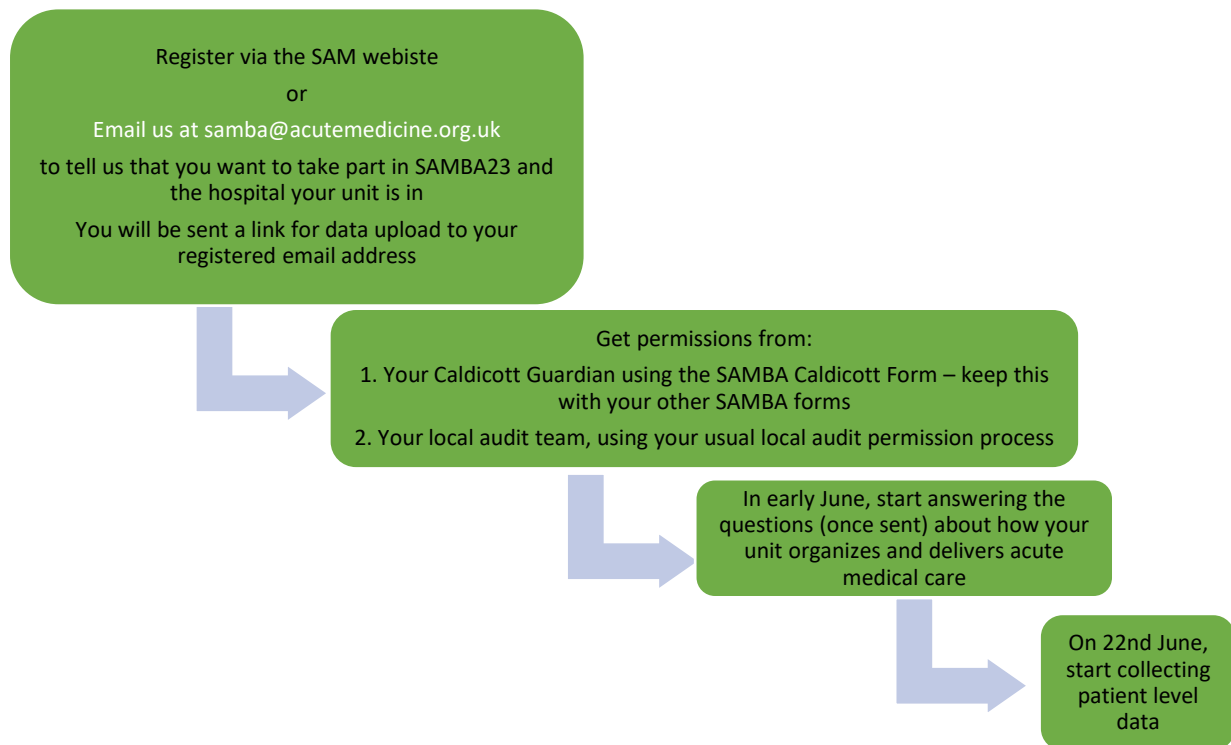 Register via the SAM webiste
or
Email us at samba@acutemedicine.org.uk
to tell us that you want to take part in SAMBA23 and
the hospital your unit is in
You will be sent a link for data upload to your
registered email address
Get permissions from:
1. Your Caldicott Guardian using the SAMBA Caldicott Form – keep this
with your other SAMBA forms
2. Your local audit team, using your usual local audit permission process
In early June, start answering the
questions (once sent) about how your
unit organizes and delivers acute
medical care
On 22nd June,
start collecting
patient level
data